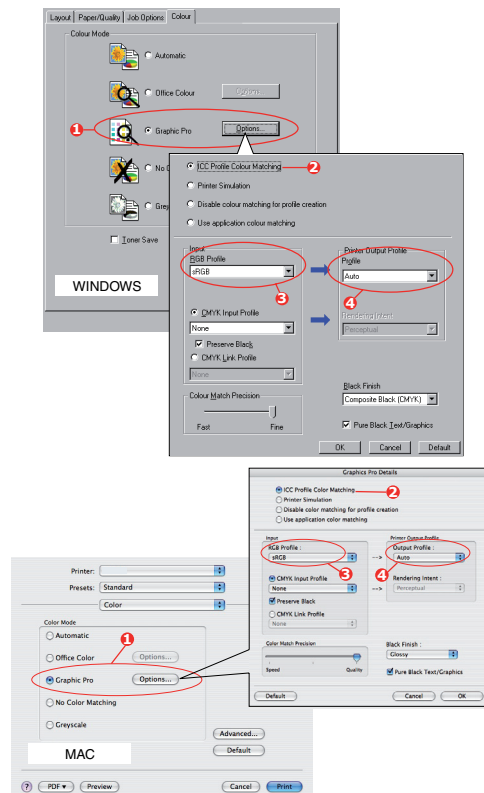 Layout Paper/Quality Job Options Colour
Colour Mode
Automatic
Office Colour Options...
1 Graphic Pro Options...
No C
Grey
Toner Save
WINDOWS
ICC Profile Colour Matching 2
Printer Simulation
Disable colour matching for profile creation
Use application colour matching
Input Printer Output Profile
RGB Profile Profile
sRGB Auto
3 4
Rendering Intent
CMYK Input Profile Perceptual
None
Preserve Black
CMYK Link Profile
None
Black Finish
Colour Match Precision Composite Black (CMYK)
Fast Fine Pure Black Text/Graphics
OK Cancel Default
Graphics Pro Details
ICC Profile Color Matching 2
Printer Simulation
Disable color matching for profile creation
Use application color matching
Input Printer Output Profile
RGB Profile : Output Profile :
sRGB --> Auto
3 4
CMYK Input Profile Rendering Intent :
None --> Perceptual
Preserve Black
CMYK Link Profile
None
Color Match Precision Black Finish :
Glossy
Speed Quality Pure Black Text/Graphics
Default Cancel OK
Printer:
Presets: Standard
Color
Color Mode
Automatic 1
Office Color Options...
Graphic Pro Options...
No Color Matching
Greyscale
Advanced...
MAC Default
? PDF Preview Cancel Print